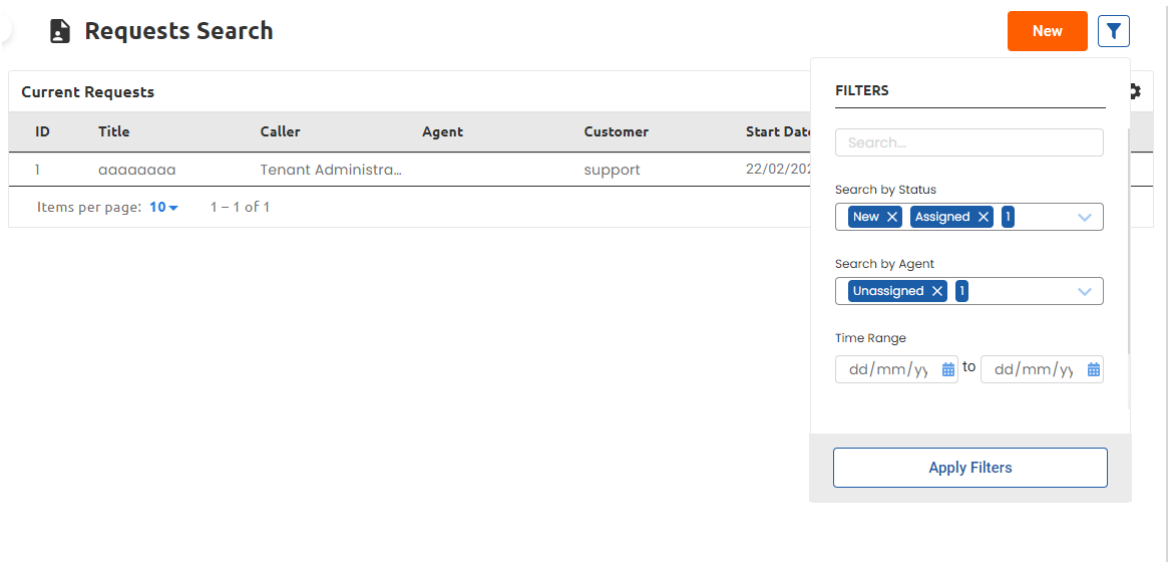 Requests Search
New
Current Requests
ID Title Caller Agent Customer Start Date
1 aaaaaaaa Tenant Administra... support 22/02/202
Items per page: 10 1 – 1 of 1
FILTERS
Search...
Search by Status
New Assigned 1
Search by Agent
Unassigned 1
Time Range
dd/mm/yy to dd/mm/yy
Apply Filters